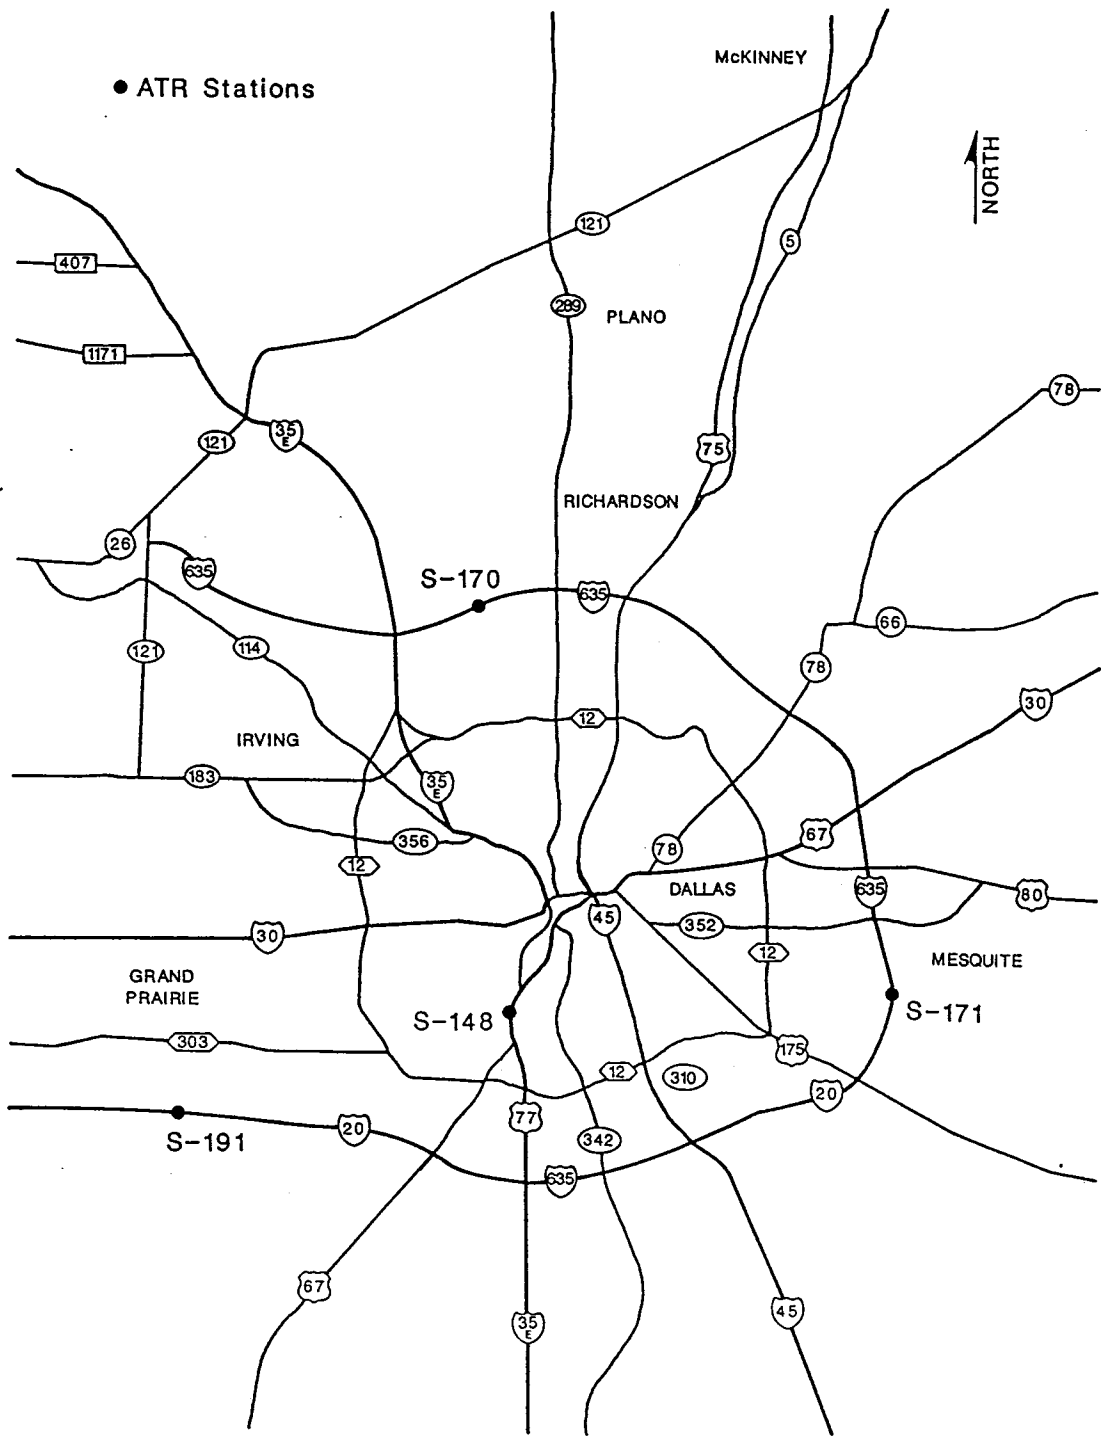 McKINNEY
● ATR Stations
NORTH
121
5
407
289
PLANO
1171
78
35
E
121
75
RICHARDSON
26
635
S-170
635
66
121
114
78
30
12
IRVING
183
35
E
67
356
78
12
DALLAS
635
80
45
352
30
12
MESQUITE
GRAND
PRAIRIE
S-148
S-171
303
175
12
310
20
77
20
342
S-191
635
67
45
35
E